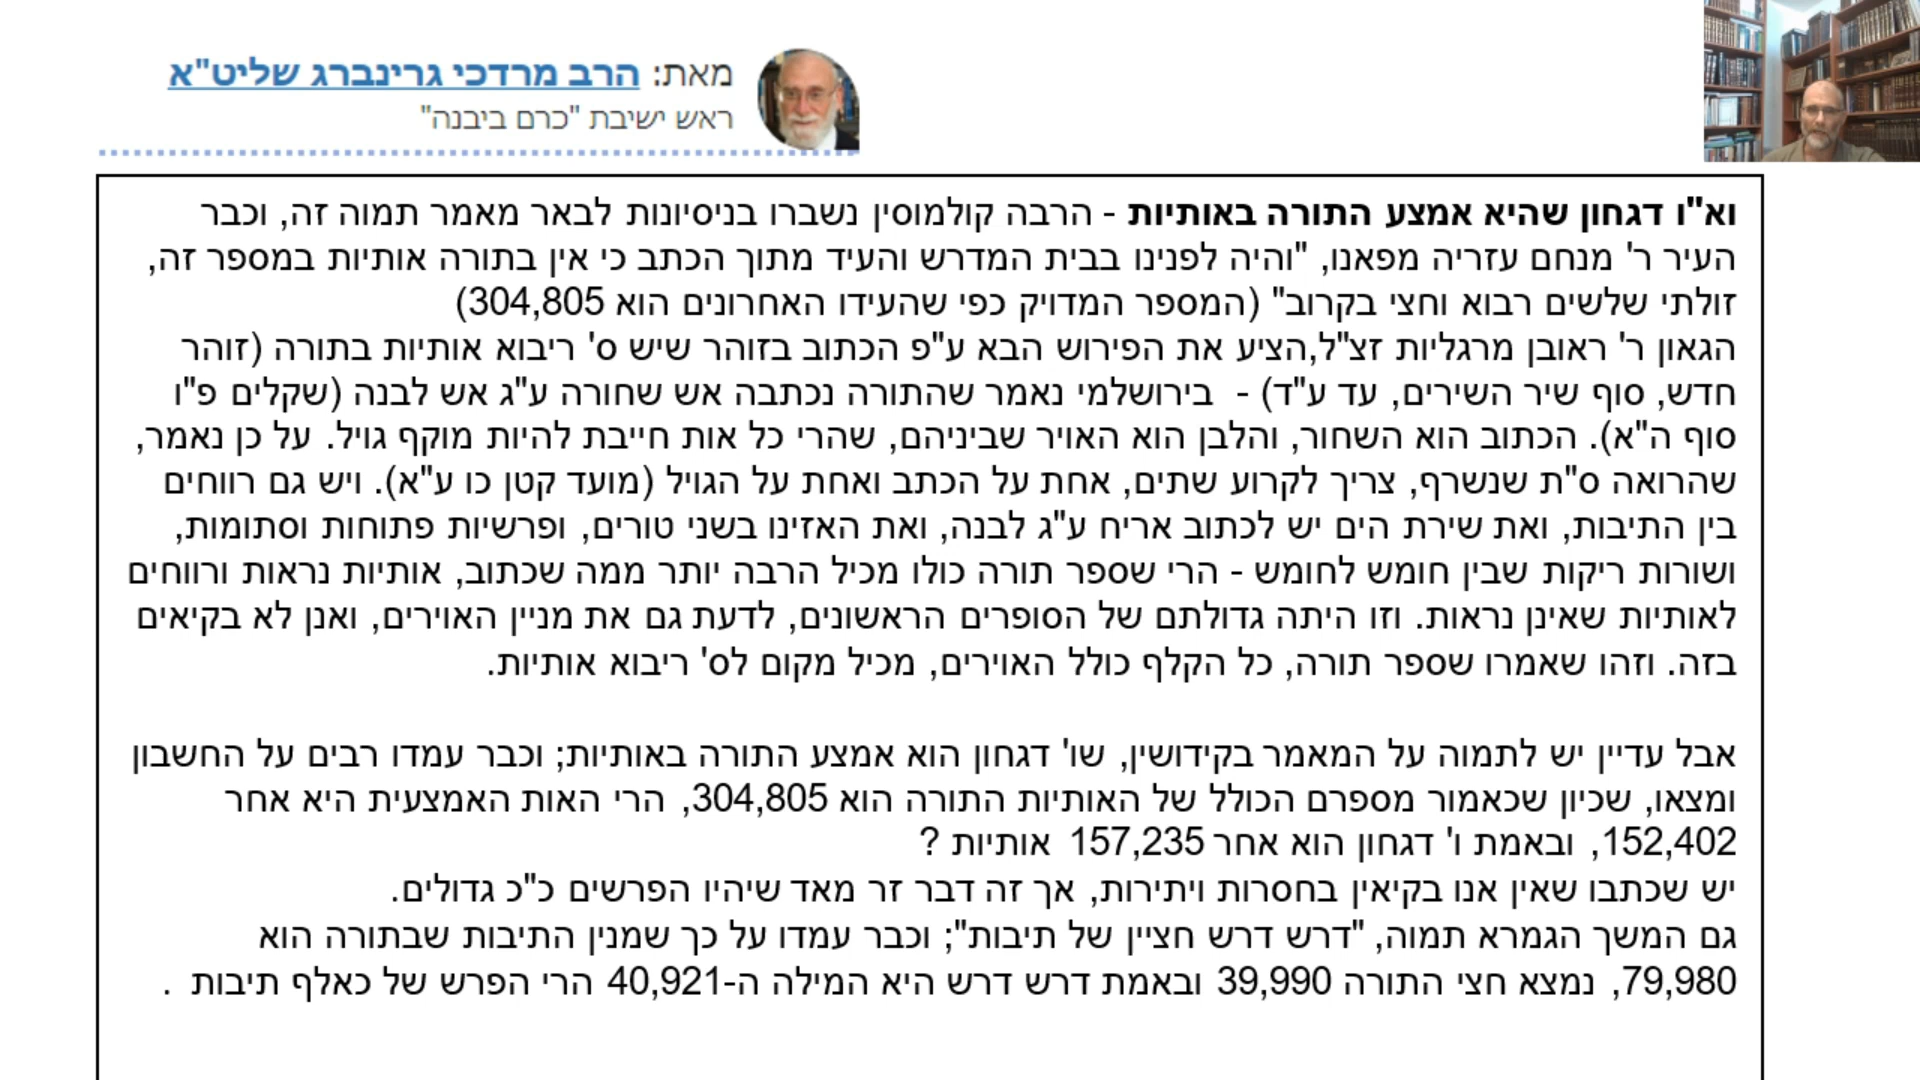 מאת: הרב מרדכי גרינברג שליט"א
ראש ישיבת "כרם ביבנה"
וא"ו דגחון שהיא אמצע התורה באותיות - הרבה קולמוסין נשברו בניסיונות לבאר מאמר תמוה זה, וכבר
העיר ר' מנחם עזריה מפאנו, "והיה לפנינו בבית המדרש והעיד מתוך הכתב כי אין בתורה אותיות במספר זה,
זולתי שלשים רבוא וחצי בקרוב" (המספר המדויק כפי שהעידו האחרונים הוא 304,805)
הגאון ר' ראובן מרגליות זצ"ל,הציע את הפירוש הבא ע"פ הכתוב בזוהר שיש ס' ריבוא אותיות בתורה (זוהר
חדש, סוף שיר השירים, עד ע"ד) - בירושלמי נאמר שהתורה נכתבה אש שחורה ע"ג אש לבנה (שקלים פ"ו
סוף ה"א). הכתוב הוא השחור, והלבן הוא האויר שביניהם, שהרי כל אות חייבת להיות מוקף גויל. על כן נאמר,
שהרואה ס"ת שנשרף, צריך לקרוע שתים, אחת על הכתב ואחת על הגויל (מועד קטן כו ע"א). ויש גם רווחים
בין התיבות, ואת שירת הים יש לכתוב אריח ע"ג לבנה, ואת האזינו בשני טורים, ופרשיות פתוחות וסתומות,
ושורות ריקות שבין חומש לחומש - הרי שספר תורה כולו מכיל הרבה יותר ממה שכתוב, אותיות נראות ורווחים
לאותיות שאינן נראות. וזו היתה גדולתם של הסופרים הראשונים, לדעת גם את מניין האוירים, ואנן לא בקיאים
בזה. וזהו שאמרו שספר תורה, כל הקלף כולל האוירים, מכיל מקום לס' ריבוא אותיות.
אבל עדיין יש לתמוה על המאמר בקידושין, שו' דגחון הוא אמצע התורה באותיות; וכבר עמדו רבים על החשבון
ומצאו, שכיון שכאמור מספרם הכולל של האותיות התורה הוא 304,805, הרי האות האמצעית היא אחר
152,402, ובאמת ו' דגחון הוא אחר 157,235 אותיות ?
יש שכתבו שאין אנו בקיאין בחסרות ויתירות, אך זה דבר זר מאד שיהיו הפרשים כ"כ גדולים.
גם המשך הגמרא תמוה, "דרש דרש חציין של תיבות"; וכבר עמדו על כך שמנין התיבות שבתורה הוא
79,980, נמצא חצי התורה 39,990 ובאמת דרש דרש היא המילה ה-40,921 הרי הפרש של כאלף תיבות .